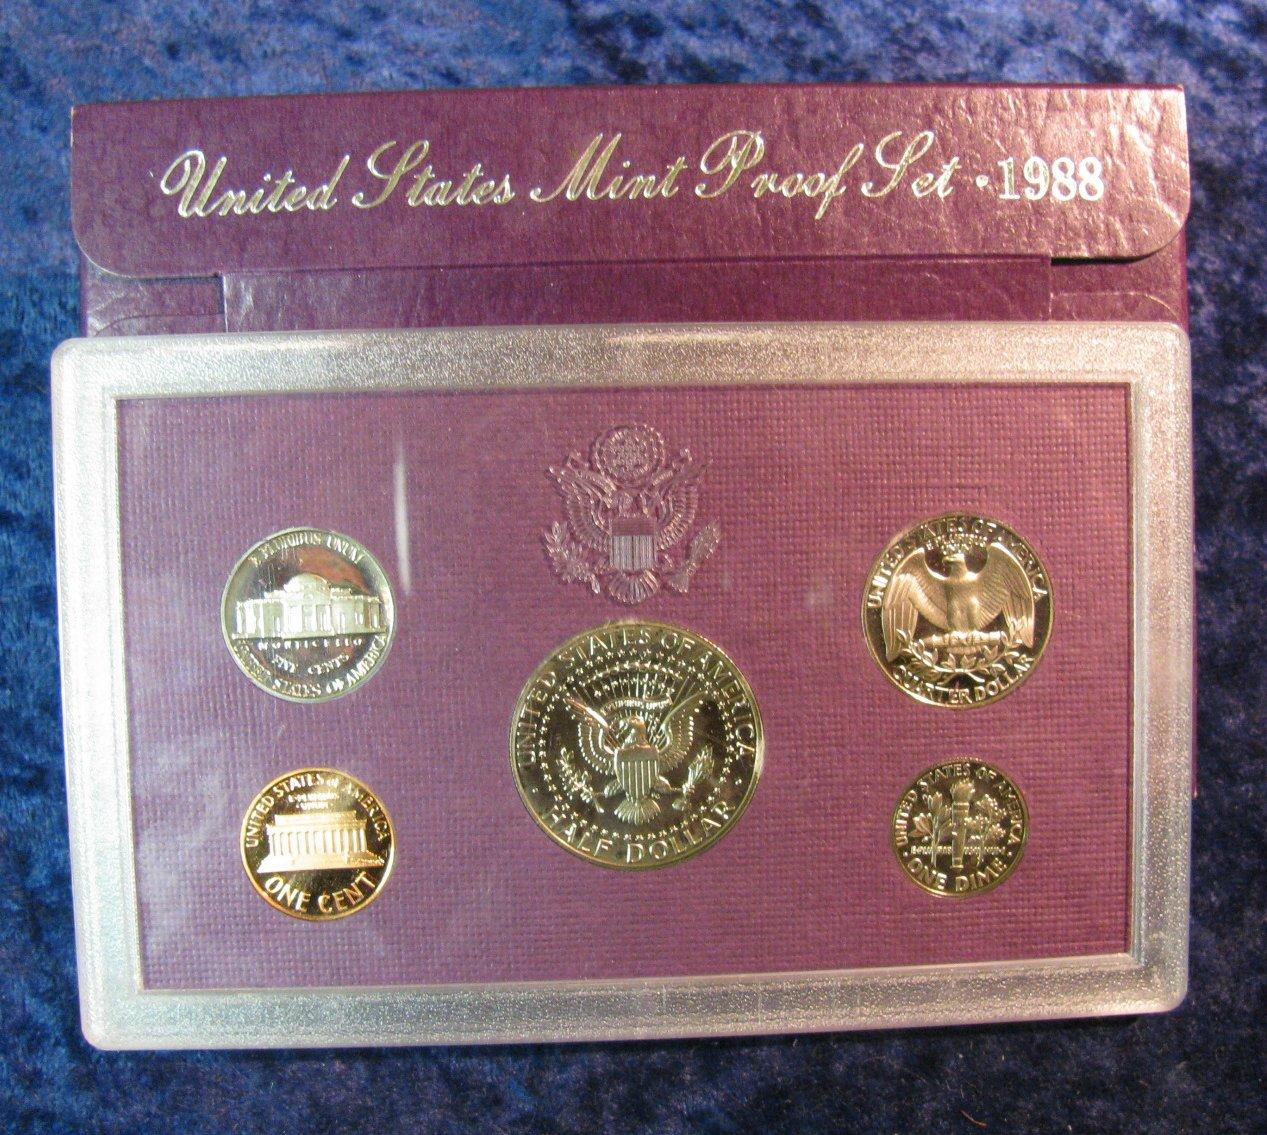 United States Mint Proof Set · 1988
E PLURIBUS UNUM
MONTICELLO
FIVE CENTS
UNITED STATES OF AMERICA
UNITED STATES OF AMERICA
QUARTER DOLLAR
UNITED STATES OF AMERICA
HALF DOLLAR
UNITED STATES OF AMERICA
ONE CENT
UNITED STATES OF AMERICA
ONE DIME